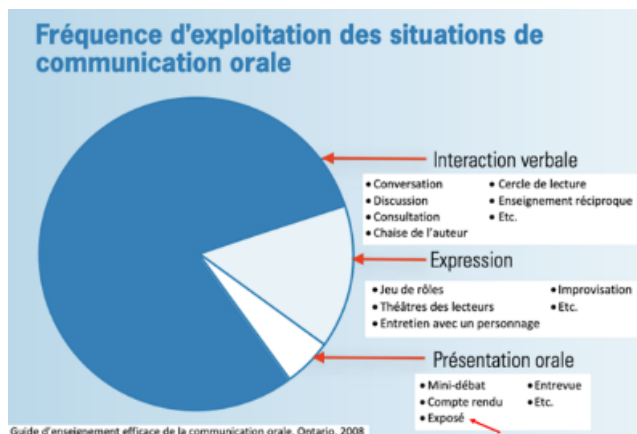 Fréquence d'exploitation des situations de
communication orale
Interaction verbale
• Conversation
• Discussion
• Consultation
• Chaise de l'auteur
• Cercle de lecture
• Enseignement réciproque
• Etc.
Expression
• Jeu de rôles
• Théâtres des lecteurs
• Entretien avec un personnage
• Improvisation
• Etc.
Présentation orale
• Mini-débat
• Compte rendu
• Exposé
• Entrevue
• Etc.
Guide d'enseignement efficace de la communication orale, Ontario, 2008